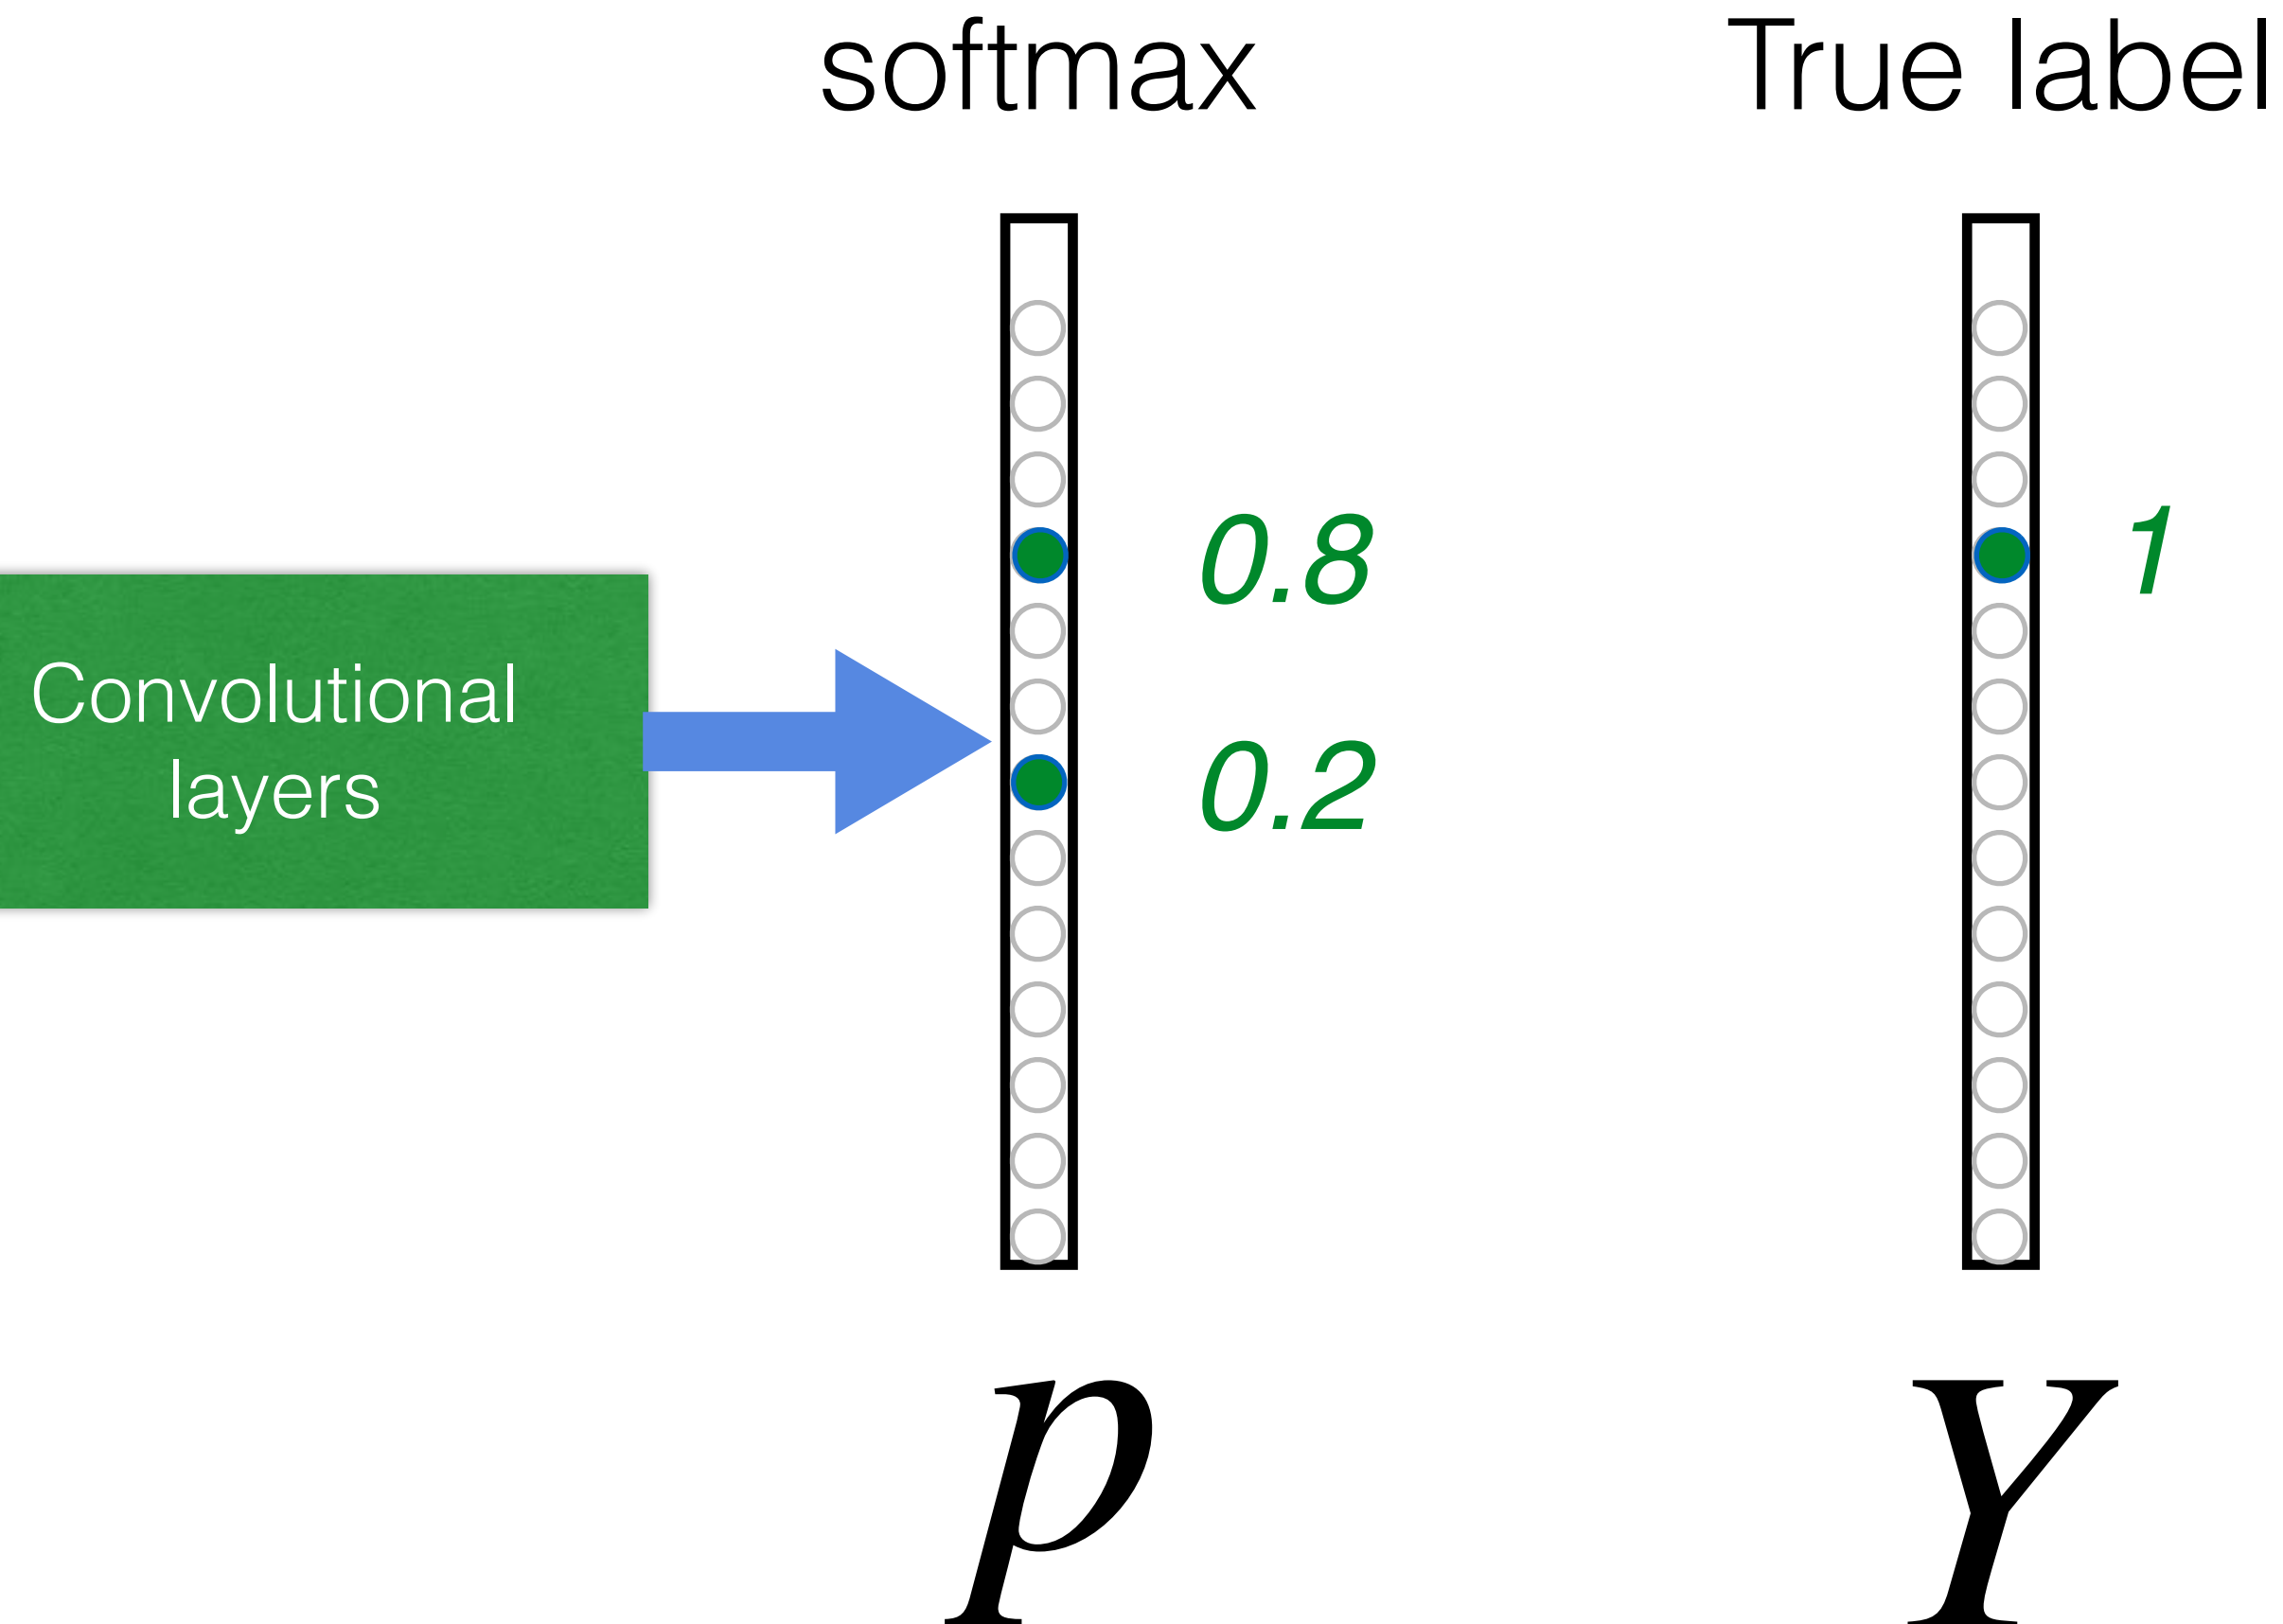 softmax
True label
0.8
1
Convolutional
layers
0.2
p
Y